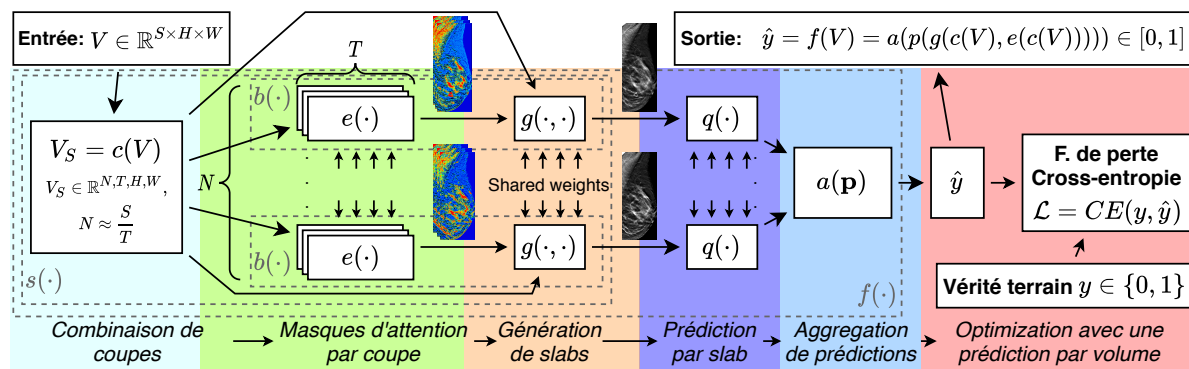 Entrée: V ∈ ℝ^{S×H×W}
Sortie: ŷ = f(V) = a(p(g(c(V), e(c(V))))) ∈ [0, 1]
T
b(·)
e(·)
g(·, ·)
q(·)
V_S = c(V)
V_S ∈ ℝ^{N,T,H,W},
N ≈ S/T
N
Shared weights
a(𝐩)
ŷ
F. de perte
Cross-entropie
ℒ = CE(y, ŷ)
b(·)
e(·)
g(·, ·)
q(·)
s(·)
f(·)
Vérité terrain y ∈ {0, 1}
Combinaison de
coupes
Masques d'attention
par coupe
Génération
de slabs
Prédiction
par slab
Aggregation
de prédictions
Optimization avec une
prédiction par volume